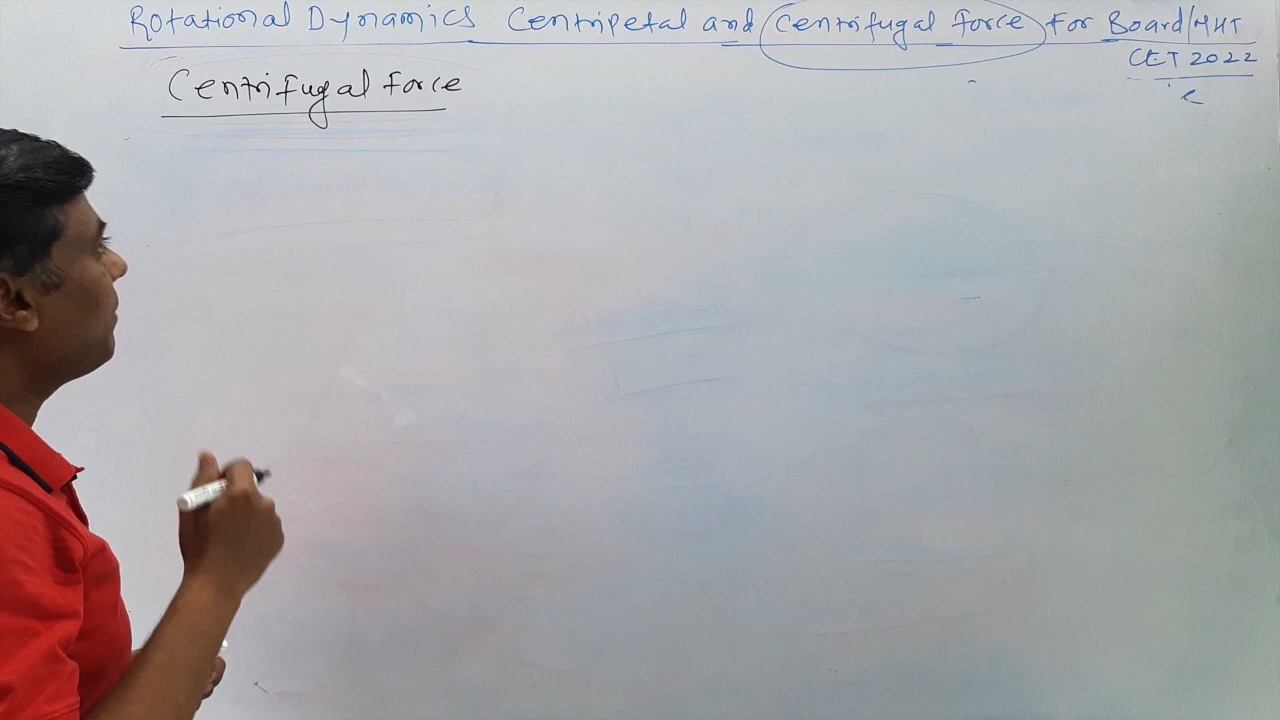 Rotational Dynamics Centripetal and Centrifugal force For Board/MHT
CET 2022
Centrifugal force